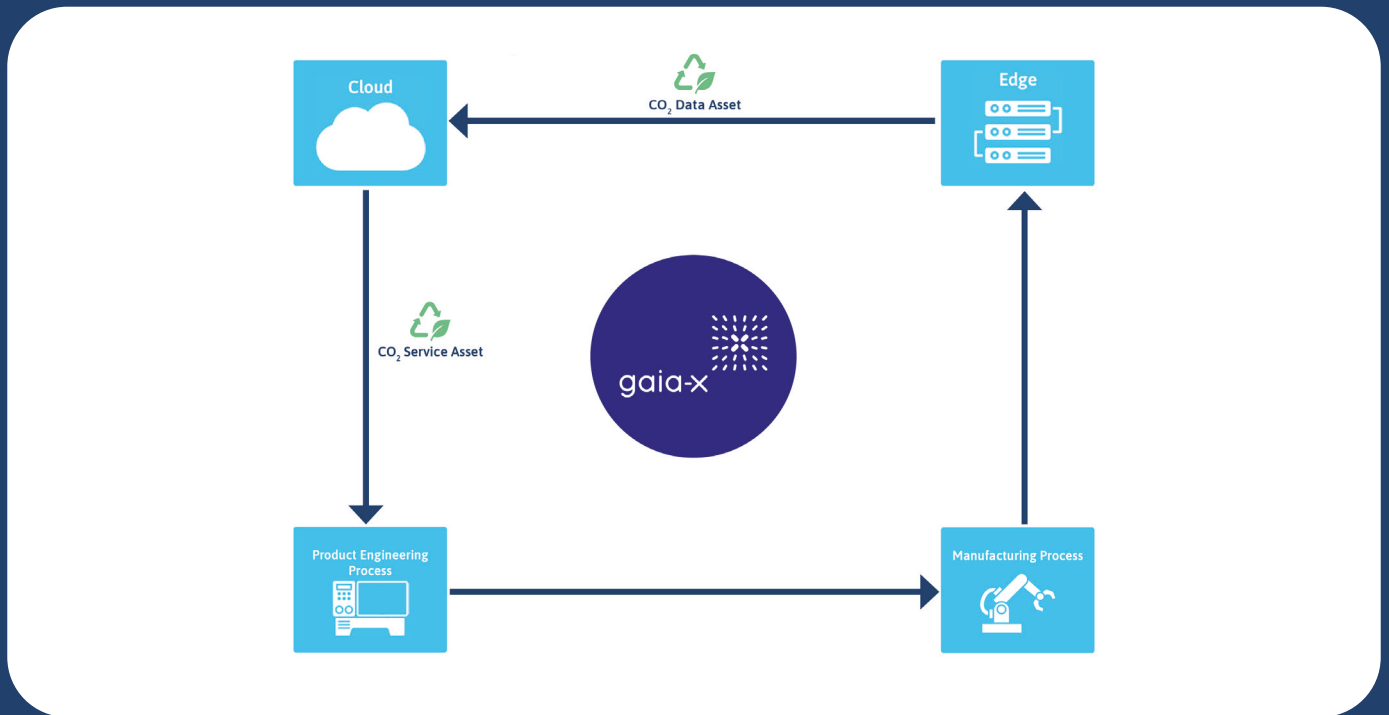 Cloud
CO₂ Data Asset
Edge
CO₂ Service Asset
gaia-x
Product Engineering
Process
Manufacturing Process